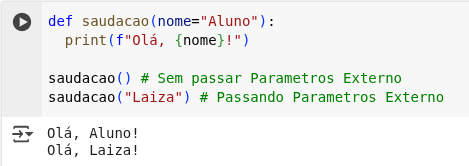 def saudacao(nome="Aluno"):
  print(f"Olá, {nome}!")

saudacao() # Sem passar Parametros Externo
saudacao("Laiza") # Passando Parametros Externo
Olá, Aluno!
Olá, Laiza!